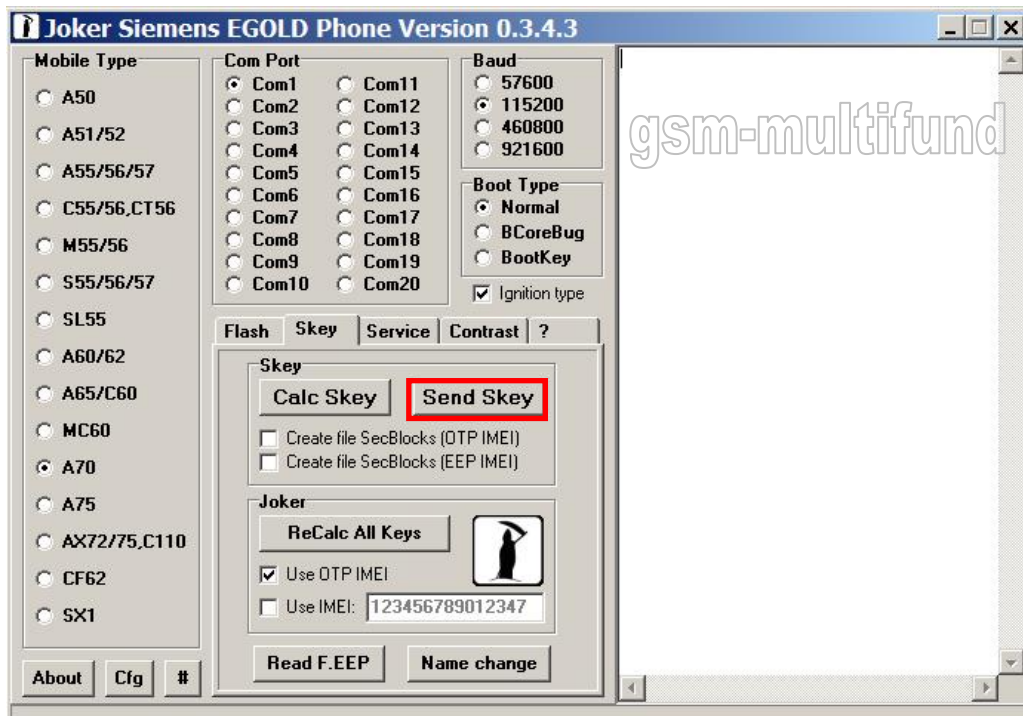 Joker Siemens EGOLD Phone Version 0.3.4.3
Mobile Type
A50
A51/52
A55/56/57
C55/56,CT56
M55/56
S55/56/57
SL55
A60/62
A65/C60
MC60
A70
A75
AX72/75,C110
CF62
SX1
About Cfg #
Com Port
Com1 Com11
Com2 Com12
Com3 Com13
Com4 Com14
Com5 Com15
Com6 Com16
Com7 Com17
Com8 Com18
Com9 Com19
Com10 Com20
Baud
57600
115200
460800
921600
Boot Type
Normal
BCoreBug
BootKey
Ignition type
Flash Skey Service Contrast ?
Skey
Calc Skey Send Skey
Create file SecBlocks (OTP IMEI)
Create file SecBlocks (EEP IMEI)
Joker
ReCalc All Keys
Use OTP IMEI
Use IMEI: 123456789012347
Read F.EEP Name change
gsm-multifund